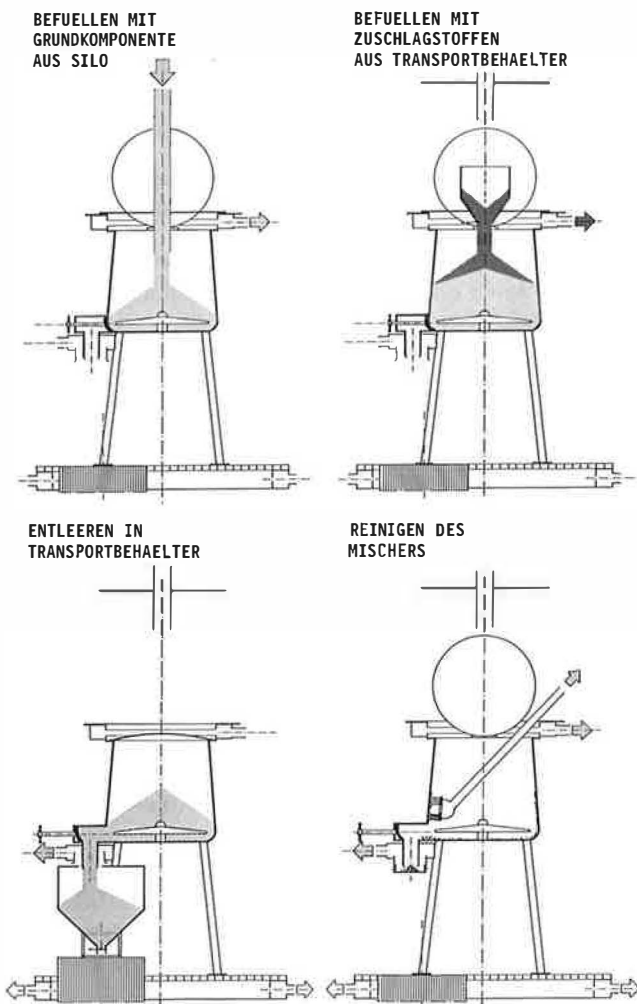 BEFUELLEN MIT
GRUNDKOMPONENTE
AUS SILO
BEFUELLEN MIT
ZUSCHLAGSTOFFEN
AUS TRANSPORTBEHAELTER
ENTLEEREN IN
TRANSPORTBEHAELTER
REINIGEN DES
MISCHERS